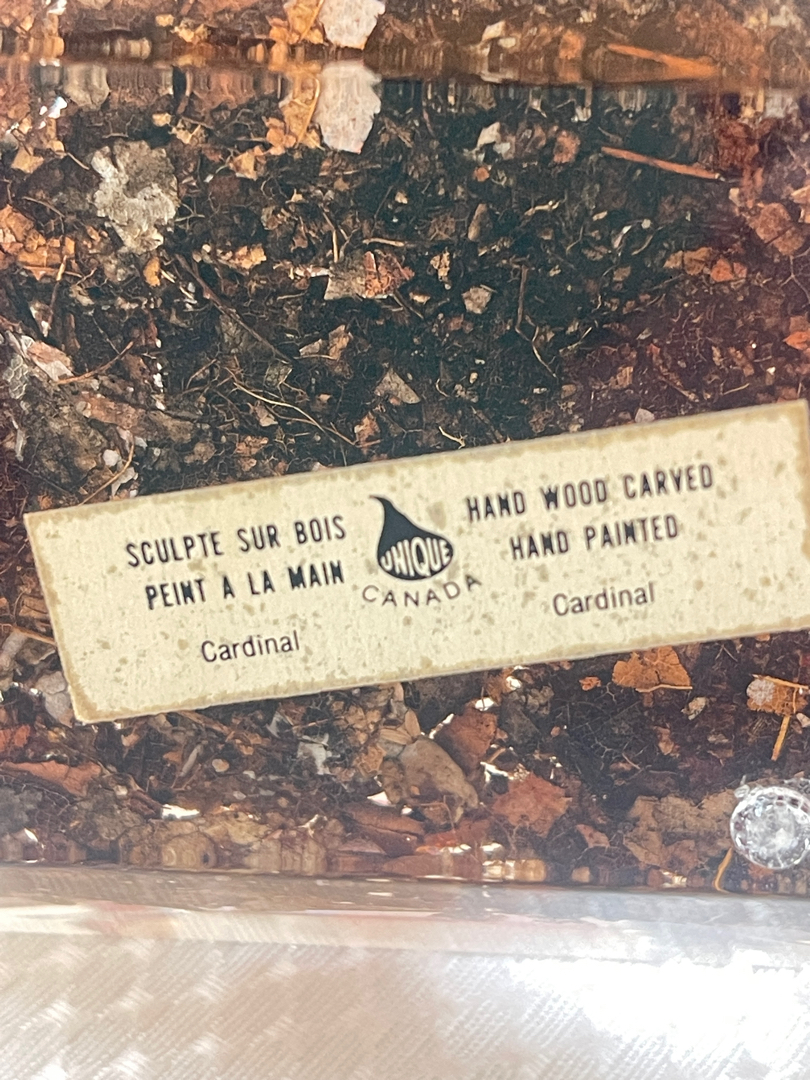 SCULPTE SUR BOIS
PEINT A LA MAIN
Cardinal
UNIQUE
CANADA
HAND WOOD CARVED
HAND PAINTED
Cardinal